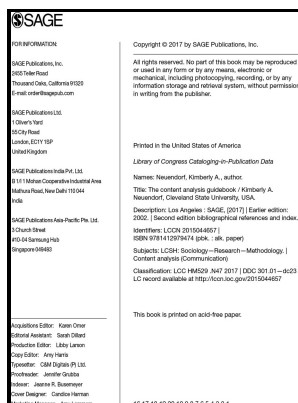 SAGE
FOR INFORMATION:
SAGE Publications, Inc.
2455 Teller Road
Thousand Oaks, California 91320
E-mail: order@sagepub.com
SAGE Publications Ltd.
1 Oliver's Yard
55 City Road
London, EC1Y 1SP
United Kingdom
SAGE Publications India Pvt. Ltd.
B 1/I 1 Mohan Cooperative Industrial Area
Mathura Road, New Delhi 110 044
India
SAGE Publications Asia-Pacific Pte. Ltd.
3 Church Street
#10-04 Samsung Hub
Singapore 049483
Acquisitions Editor: Karen Omer
Editorial Assistant: Sarah Dillard
Production Editor: Libby Larson
Copy Editor: Amy Harris
Typesetter: C&M Digitals (P) Ltd.
Proofreader: Jennifer Grubba
Indexer: Jeanne R. Busemeyer
Cover Designer: Candice Harman
Copyright © 2017 by SAGE Publications, Inc.
All rights reserved. No part of this book may be reproduced
or used in any form or by any means, electronic or
mechanical, including photocopying, recording, or by any
information storage and retrieval system, without permission
in writing from the publisher.
Printed in the United States of America
Library of Congress Cataloging-in-Publication Data
Names: Neuendorf, Kimberly A., author.
Title: The content analysis guidebook / Kimberly A.
Neuendorf, Cleveland State University, USA.
Description: Los Angeles : SAGE, [2017] | Earlier edition:
2002. | Second edition bibliographical references and index.
Identifiers: LCCN 2015044657 |
ISBN 9781412979474 (pbk. : alk. paper)
Subjects: LCSH: Sociology—Research—Methodology. |
Content analysis (Communication)
Classification: LCC HM529 .N47 2017 | DDC 301.01—dc23
LC record available at http://lccn.loc.gov/2015044657
This book is printed on acid-free paper.